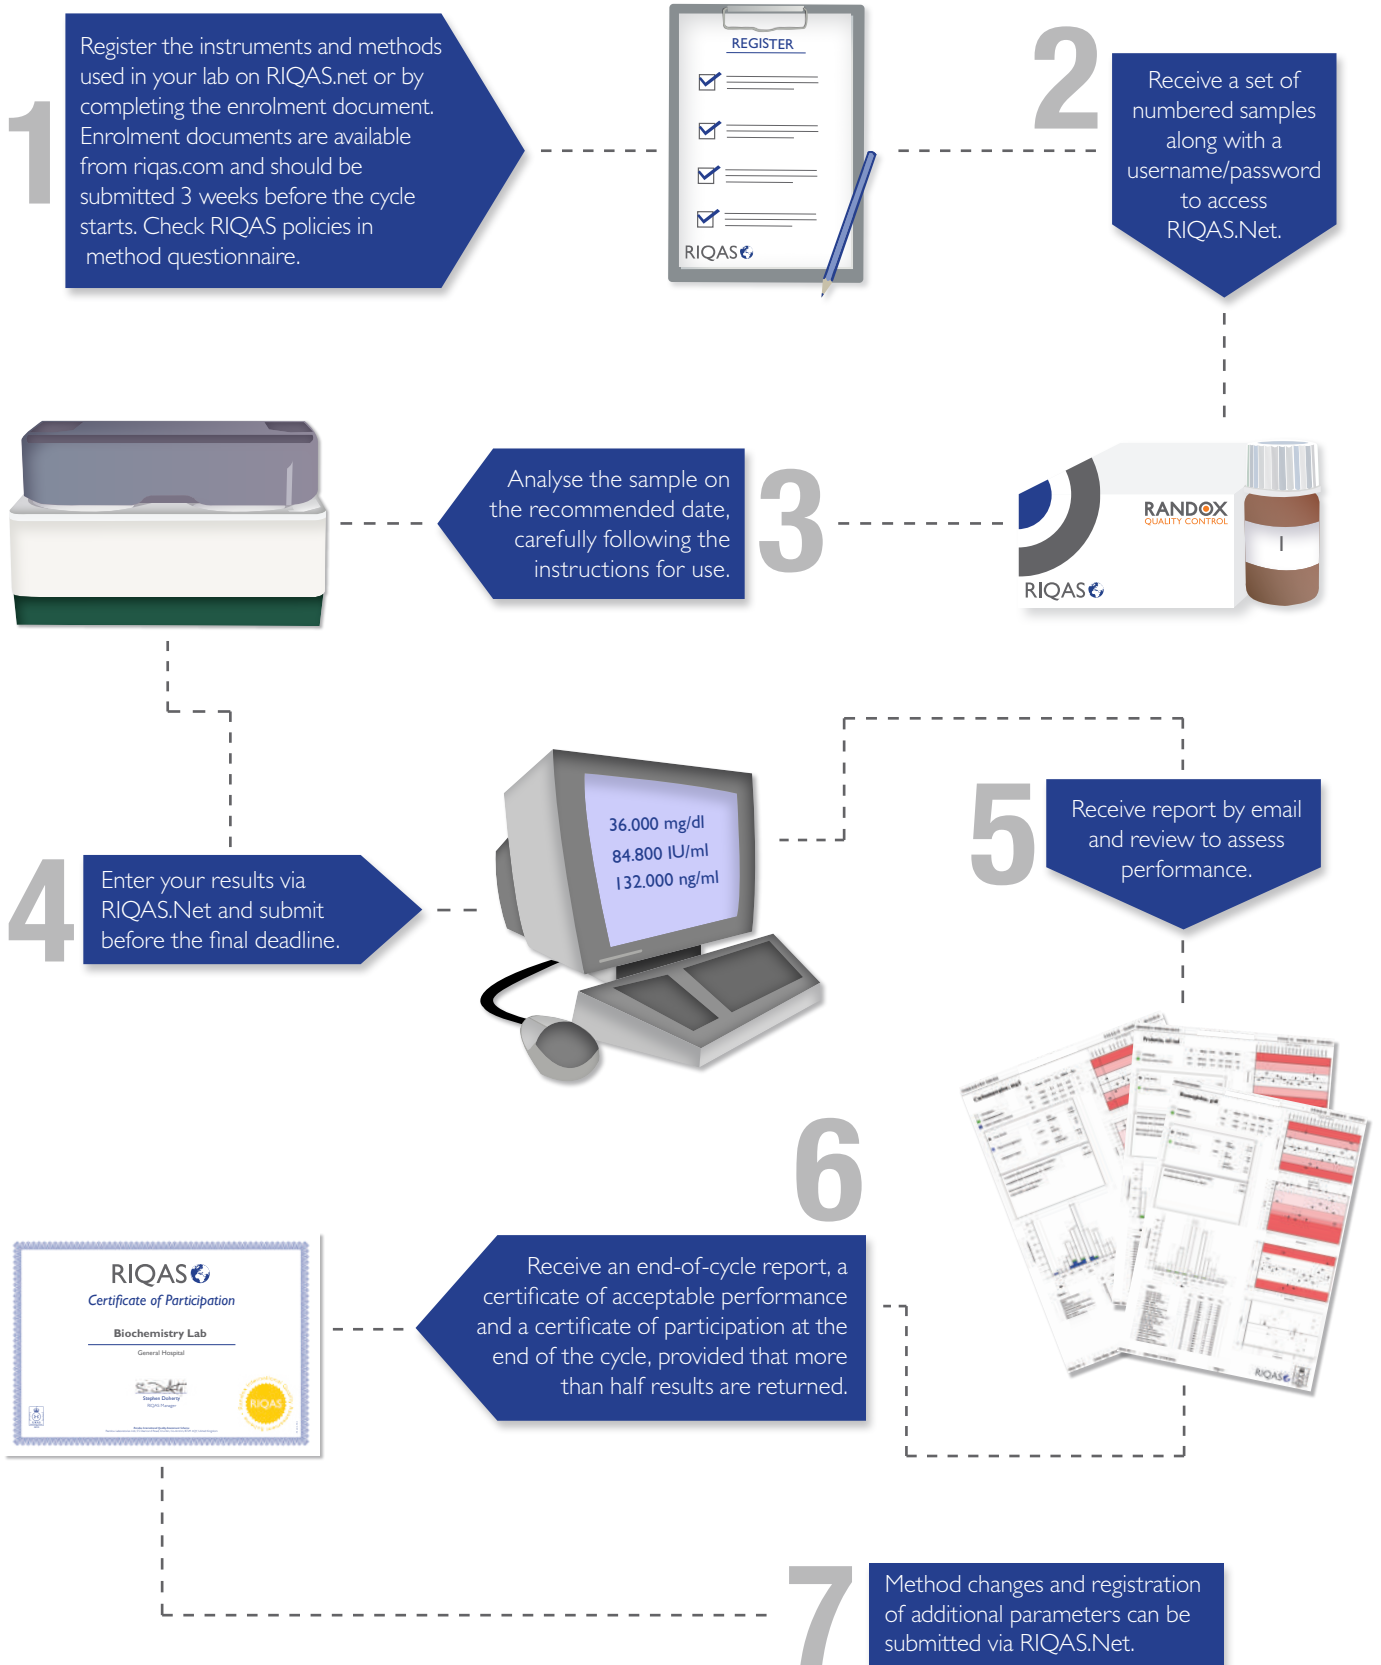 1
Register the instruments and methods
used in your lab on RIQAS.net or by
completing the enrolment document.
Enrolment documents are available
from riqas.com and should be
submitted 3 weeks before the cycle
starts. Check RIQAS policies in
method questionnaire.
REGISTER
RIQAS
2
Receive a set of
numbered samples
along with a
username/password
to access
RIQAS.Net.
3
Analyse the sample on
the recommended date,
carefully following the
instructions for use.
RANDOX
QUALITY CONTROL
RIQAS
1
4
Enter your results via
RIQAS.Net and submit
before the final deadline.
36.000 mg/dl
84.800 IU/ml
132.000 ng/ml
5
Receive report by email
and review to assess
performance.
RIQAS
6
Receive an end-of-cycle report, a
certificate of acceptable performance
and a certificate of participation at the
end of the cycle, provided that more
than half results are returned.
RIQAS
Certificate of Participation
Biochemistry Lab
General Hospital
Stephen Doherty
RIQAS Manager
RIQAS
7
Method changes and registration
of additional parameters can be
submitted via RIQAS.Net.